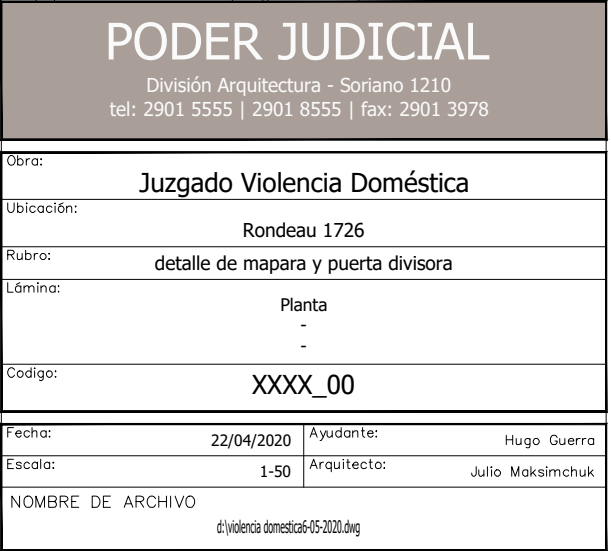 PODER JUDICIAL
División Arquitectura - Soriano 1210
tel: 2901 5555 | 2901 8555 | fax: 2901 3978
Obra:
Juzgado Violencia Doméstica
Ubicación:
Rondeau 1726
Rubro:
detalle de mapara y puerta divisora
Lámina:
Planta
-
-
Codigo:
XXXX_00
Fecha: 22/04/2020 Ayudante: Hugo Guerra
Escala: 1-50 Arquitecto: Julio Maksimchuk
NOMBRE DE ARCHIVO
d:\violencia domestica6-05-2020.dwg